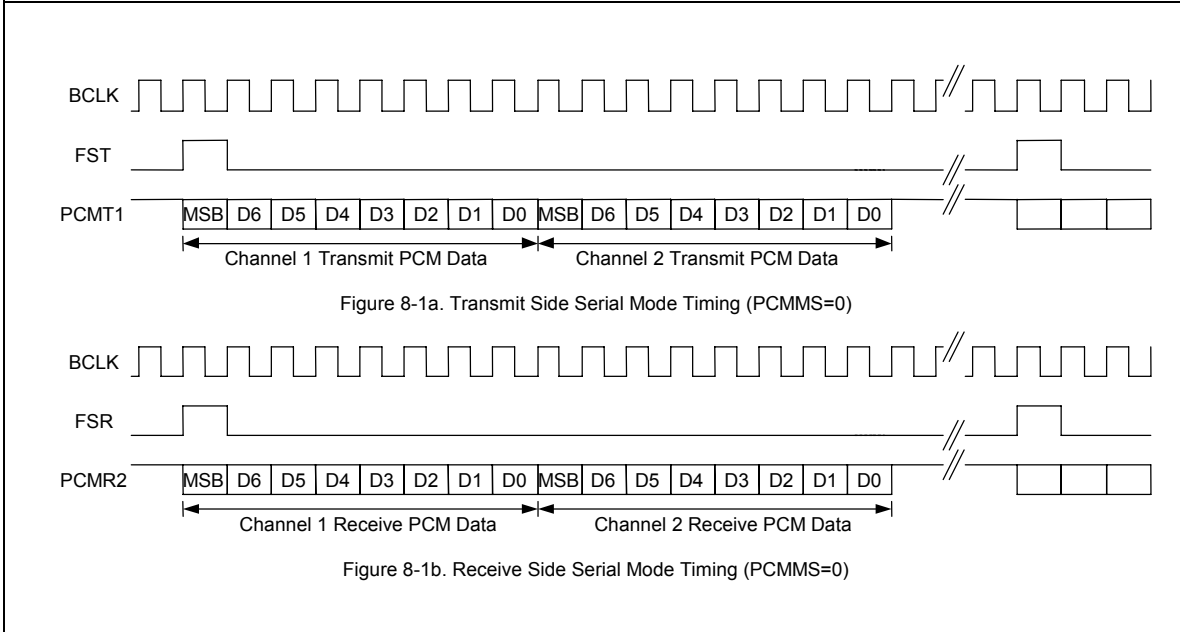 BCLK
FST
PCMT1 MSB D6 D5 D4 D3 D2 D1 D0 MSB D6 D5 D4 D3 D2 D1 D0
Channel 1 Transmit PCM Data Channel 2 Transmit PCM Data
Figure 8-1a. Transmit Side Serial Mode Timing (PCMMS=0)
BCLK
FSR
PCMR2 MSB D6 D5 D4 D3 D2 D1 D0 MSB D6 D5 D4 D3 D2 D1 D0
Channel 1 Receive PCM Data Channel 2 Receive PCM Data
Figure 8-1b. Receive Side Serial Mode Timing (PCMMS=0)